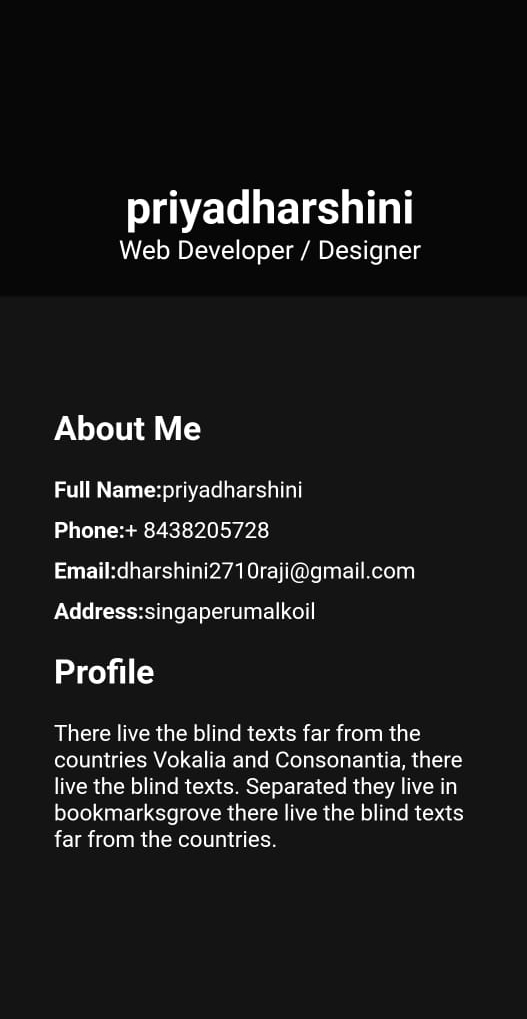 priyadharshini
Web Developer / Designer
About Me
Full Name:priyadharshini
Phone:+ 8438205728
Email:dharshini2710raji@gmail.com
Address:singaperumalkoil
Profile
There live the blind texts far from the
countries Vokalia and Consonantia, there
live the blind texts. Separated they live in
bookmarksgrove there live the blind texts
far from the countries.